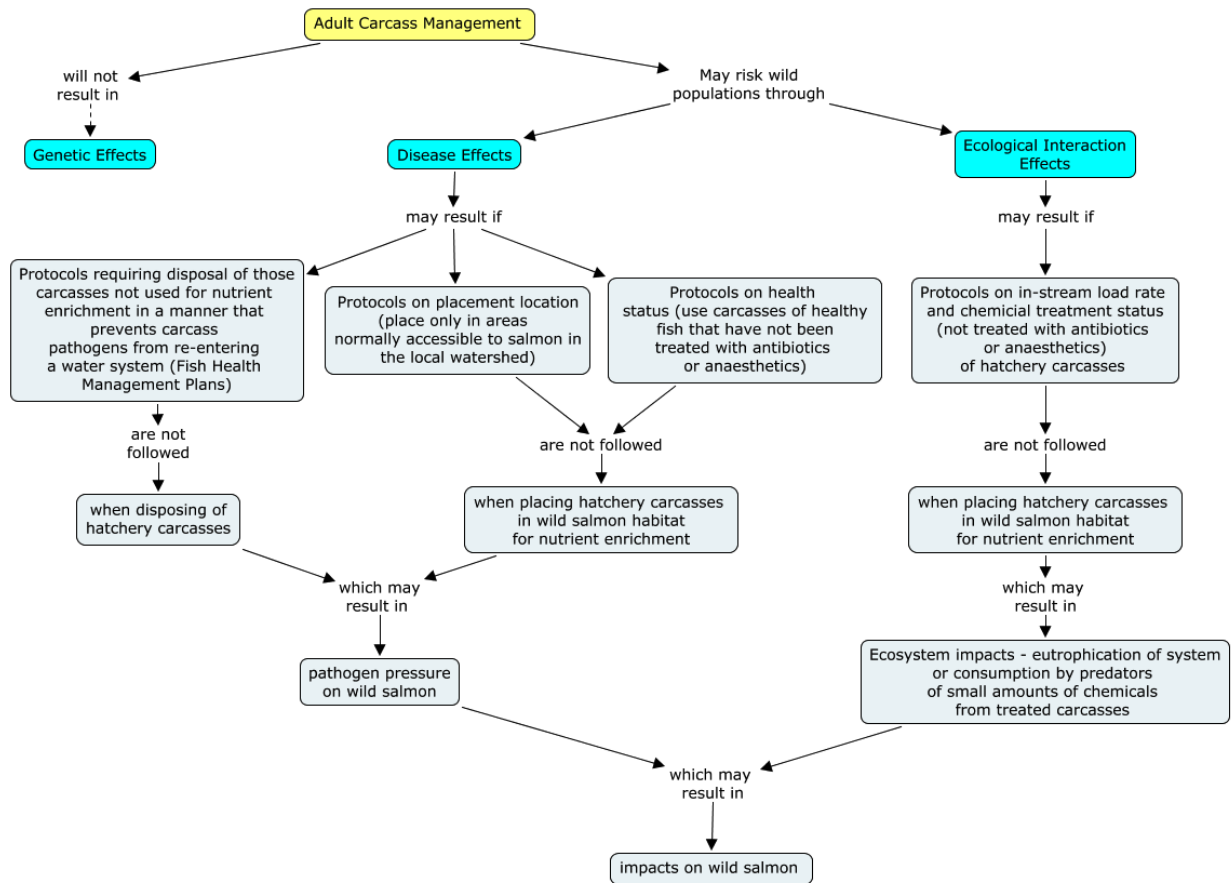 Adult Carcass Management
will not
result in
May risk wild
populations through
Genetic Effects
Disease Effects
Ecological Interaction
Effects
may result if
may result if
Protocols requiring disposal of those
carcasses not used for nutrient
enrichment in a manner that
prevents carcass
pathogens from re-entering
a water system (Fish Health
Management Plans)
Protocols on placement location
(place only in areas
normally accessible to salmon in
the local watershed)
Protocols on health
status (use carcasses of healthy
fish that have not been
treated with antibiotics
or anaesthetics)
Protocols on in-stream load rate
and chemicial treatment status
(not treated with antibiotics
or anaesthetics)
of hatchery carcasses
are not
followed
are not followed
are not followed
when disposing of
hatchery carcasses
when placing hatchery carcasses
in wild salmon habitat
for nutrient enrichment
when placing hatchery carcasses
in wild salmon habitat
for nutrient enrichment
which may
result in
which may
result in
pathogen pressure
on wild salmon
Ecosystem impacts - eutrophication of system
or consumption by predators
of small amounts of chemicals
from treated carcasses
which may
result in
impacts on wild salmon